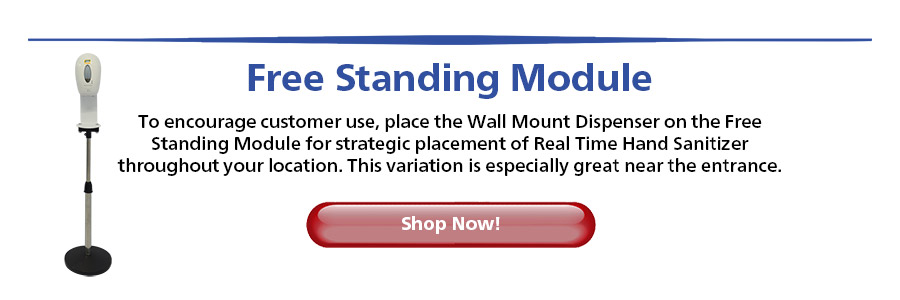 Free Standing Module
To encourage customer use, place the Wall Mount Dispenser on the Free
Standing Module for strategic placement of Real Time Hand Sanitizer
throughout your location. This variation is especially great near the entrance.
Shop Now!